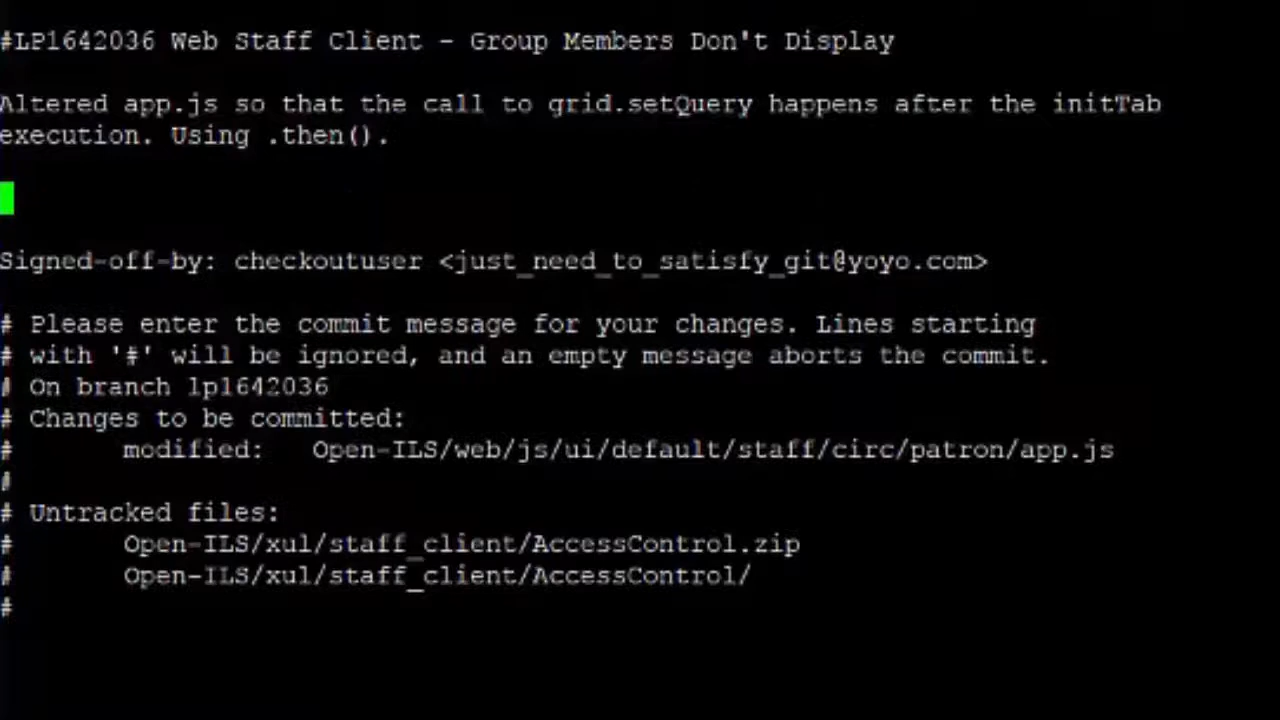 #LP1642036 Web Staff Client - Group Members Don't Display
Altered app.js so that the call to grid.setQuery happens after the initTab
execution. Using .then().
Signed-off-by: checkoutuser <just_need_to_satisfy_git@yoyo.com>
# Please enter the commit message for your changes. Lines starting
# with '#' will be ignored, and an empty message aborts the commit.
# On branch lp1642036
# Changes to be committed:
#       modified:   Open-ILS/web/js/ui/default/staff/circ/patron/app.js
#
# Untracked files:
#       Open-ILS/xul/staff_client/AccessControl.zip
#       Open-ILS/xul/staff_client/AccessControl/
#